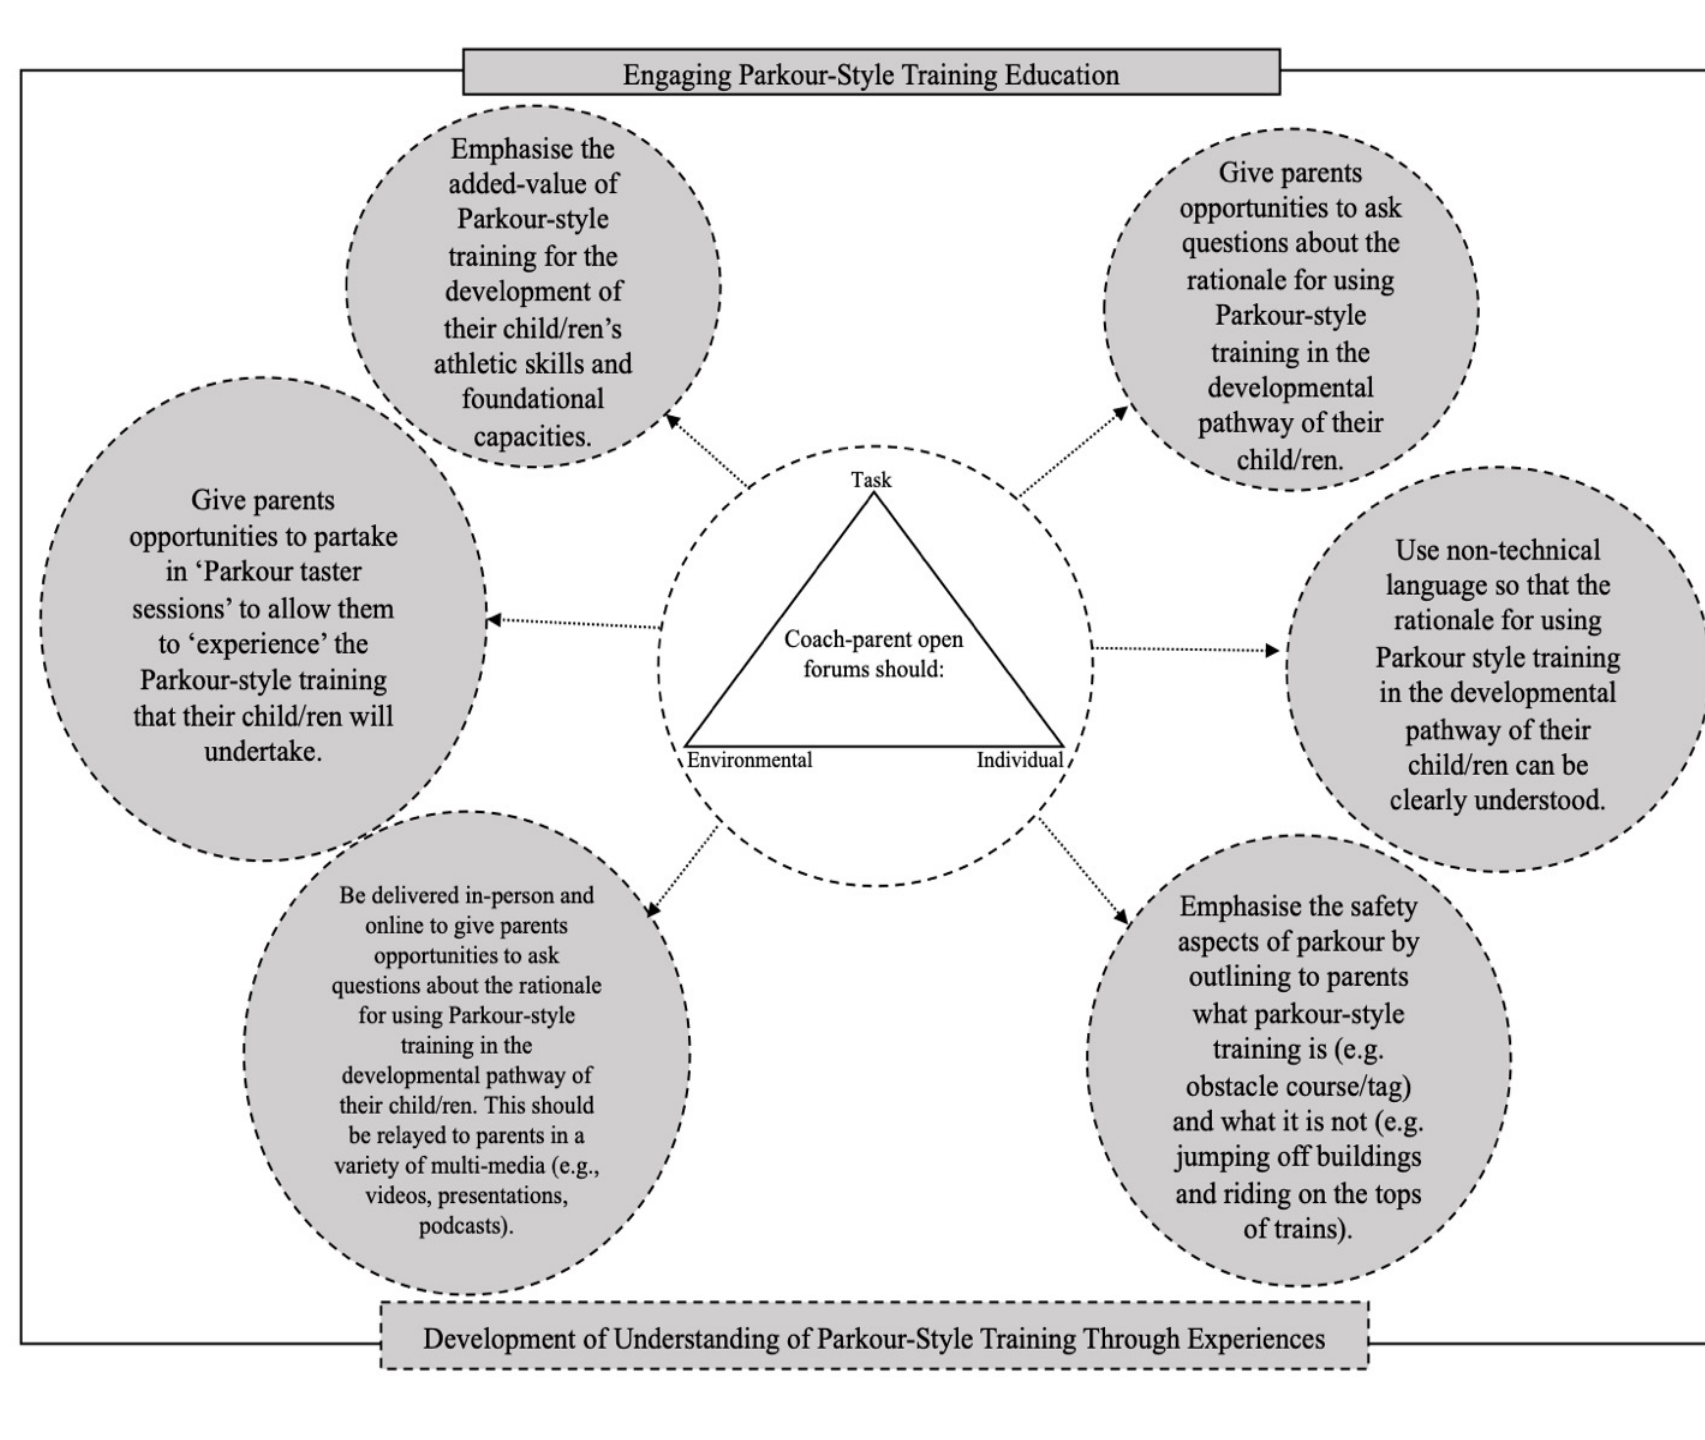 Engaging Parkour-Style Training Education
Emphasise the
added-value of
Parkour-style
training for the
development of
their child/ren’s
athletic skills and
foundational
capacities.
Give parents
opportunities to ask
questions about the
rationale for using
Parkour-style
training in the
developmental
pathway of their
child/ren.
Give parents
opportunities to partake
in ‘Parkour taster
sessions’ to allow them
to ‘experience’ the
Parkour-style training
that their child/ren will
undertake.
Task
Coach-parent open
forums should:
Environmental
Individual
Use non-technical
language so that the
rationale for using
Parkour style training
in the developmental
pathway of their
child/ren can be
clearly understood.
Be delivered in-person and
online to give parents
opportunities to ask
questions about the rationale
for using Parkour-style
training in the
developmental pathway of
their child/ren. This should
be relayed to parents in a
variety of multi-media (e.g.,
videos, presentations,
podcasts).
Emphasise the safety
aspects of parkour by
outlining to parents
what parkour-style
training is (e.g.
obstacle course/tag)
and what it is not (e.g.
jumping off buildings
and riding on the tops
of trains).
Development of Understanding of Parkour-Style Training Through Experiences